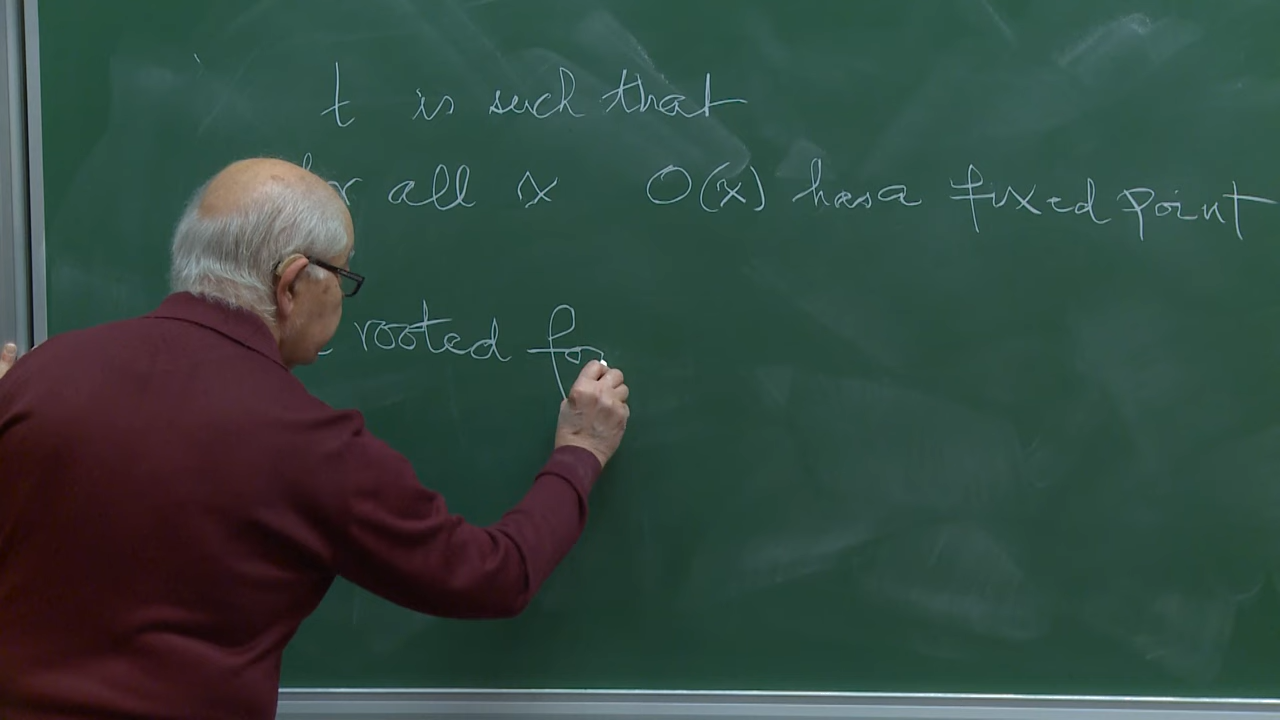 t is such that
for all x O(x) has a fixed point
rooted fo